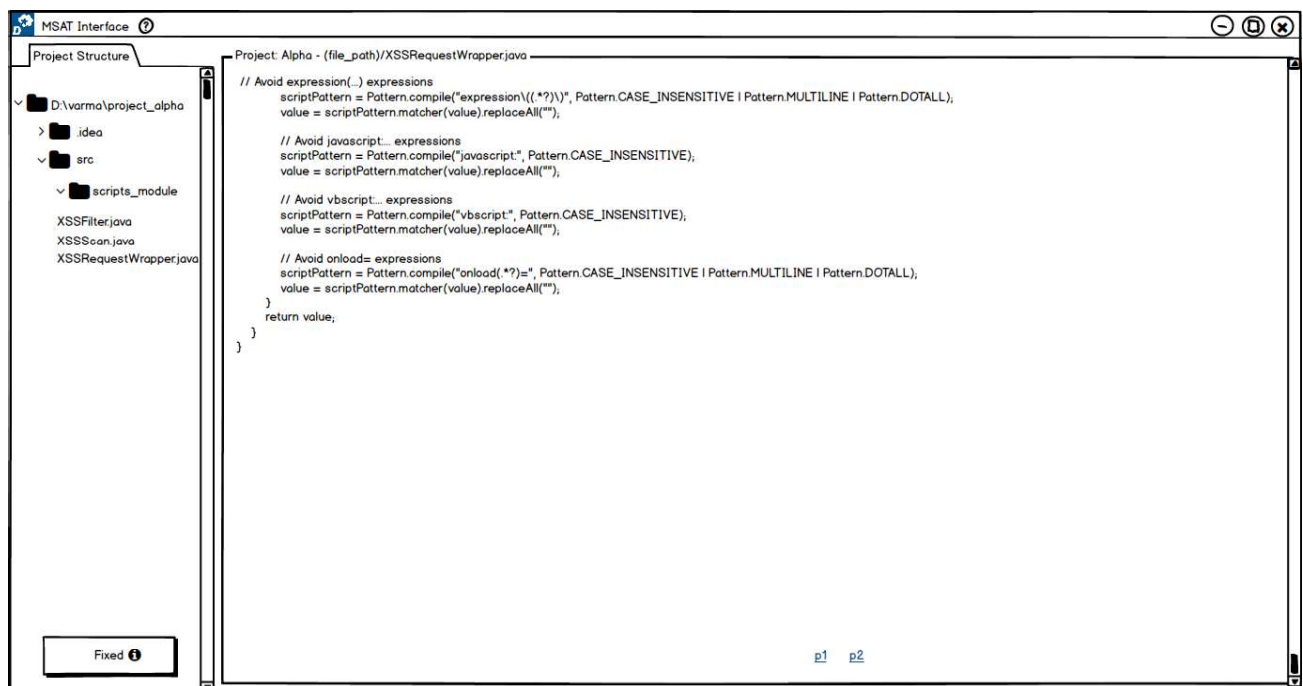 D
MSAT Interface ?
Project Structure
D:\varma\project_alpha
.idea
src
scripts_module
XSSFilter.java
XSSScan.java
XSSRequestWrapper.java
Fixed i
Project: Alpha - (file_path)/XSSRequestWrapper.java
// Avoid expression(...) expressions
scriptPattern = Pattern.compile("expression\((.*?)\)", Pattern.CASE_INSENSITIVE | Pattern.MULTILINE | Pattern.DOTALL);
value = scriptPattern.matcher(value).replaceAll("");
// Avoid javascript:... expressions
scriptPattern = Pattern.compile("javascript:", Pattern.CASE_INSENSITIVE);
value = scriptPattern.matcher(value).replaceAll("");
// Avoid vbscript:... expressions
scriptPattern = Pattern.compile("vbscript:", Pattern.CASE_INSENSITIVE);
value = scriptPattern.matcher(value).replaceAll("");
// Avoid onload= expressions
scriptPattern = Pattern.compile("onload(.*?)=", Pattern.CASE_INSENSITIVE | Pattern.MULTILINE | Pattern.DOTALL);
value = scriptPattern.matcher(value).replaceAll("");
}
return value;
}
}
p1 p2